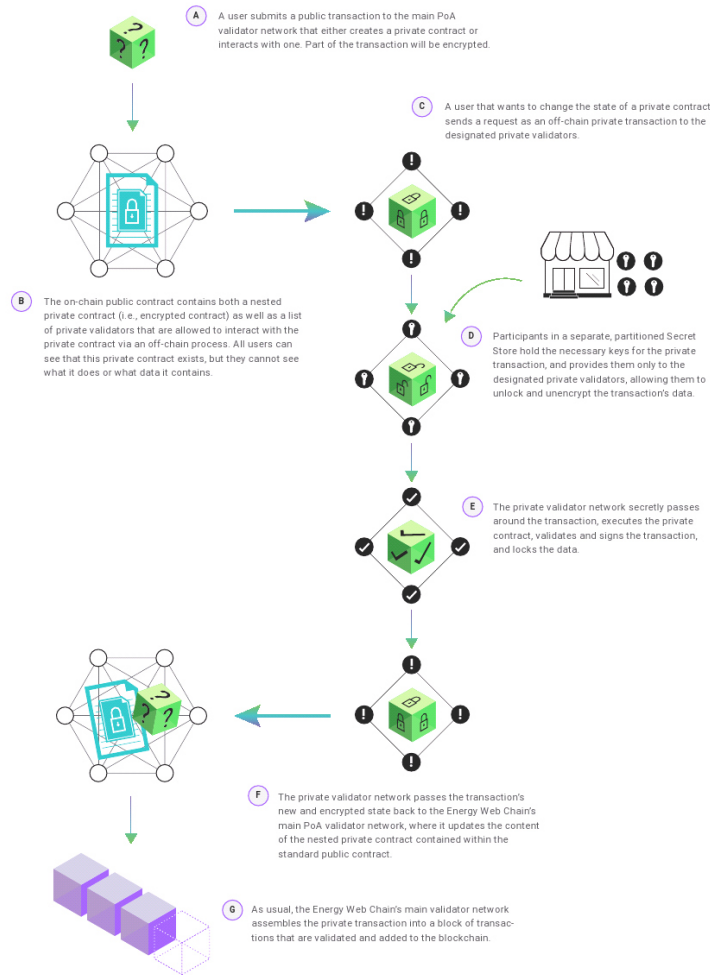 A
A user submits a public transaction to the main PoA
validator network that either creates a private contract or
interacts with one. Part of the transaction will be encrypted.
? ? ?
C
A user that wants to change the state of a private contract
sends a request as an off-chain private transaction to the
designated private validators.
!
! !
!
B
The on-chain public contract contains both a nested
private contract (i.e., encrypted contract) as well as a list
of private validators that are allowed to interact with the
private contract via an off-chain process. All users can
see that this private contract exists, but they cannot see
what it does or what data it contains.
D
Participants in a separate, partitioned Secret
Store hold the necessary keys for the private
transaction, and provides them only to the
designated private validators, allowing them to
unlock and unencrypt the transaction's data.
E
The private validator network secretly passes
around the transaction, executes the private
contract, validates and signs the transaction,
and locks the data.
!
? ? ?
! !
!
F
The private validator network passes the transaction's
new and encrypted state back to the Energy Web Chain's
main PoA validator network, where it updates the content
of the nested private contract contained within the
standard public contract.
G
As usual, the Energy Web Chain's main validator network
assembles the private transaction into a block of transac-
tions that are validated and added to the blockchain.